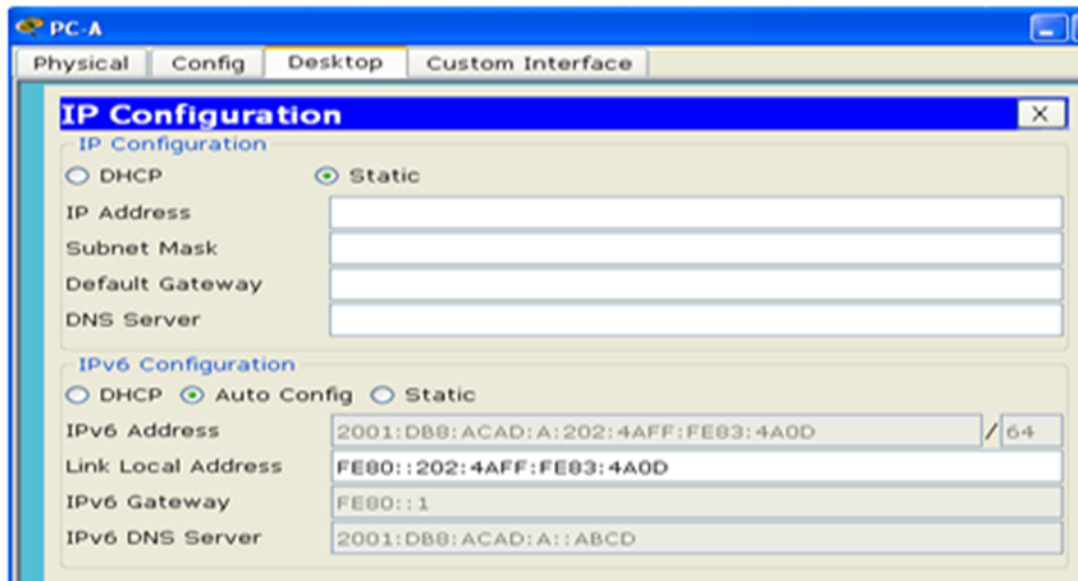 PC-A
Physical Config Desktop Custom Interface
IP Configuration X
IP Configuration
DHCP Static
IP Address
Subnet Mask
Default Gateway
DNS Server
IPv6 Configuration
DHCP Auto Config Static
IPv6 Address 2001:DB8:ACAD:A:202:4AFF:FE83:4A0D / 64
Link Local Address FE80::202:4AFF:FE83:4A0D
IPv6 Gateway FE80::1
IPv6 DNS Server 2001:DB8:ACAD:A::ABCD